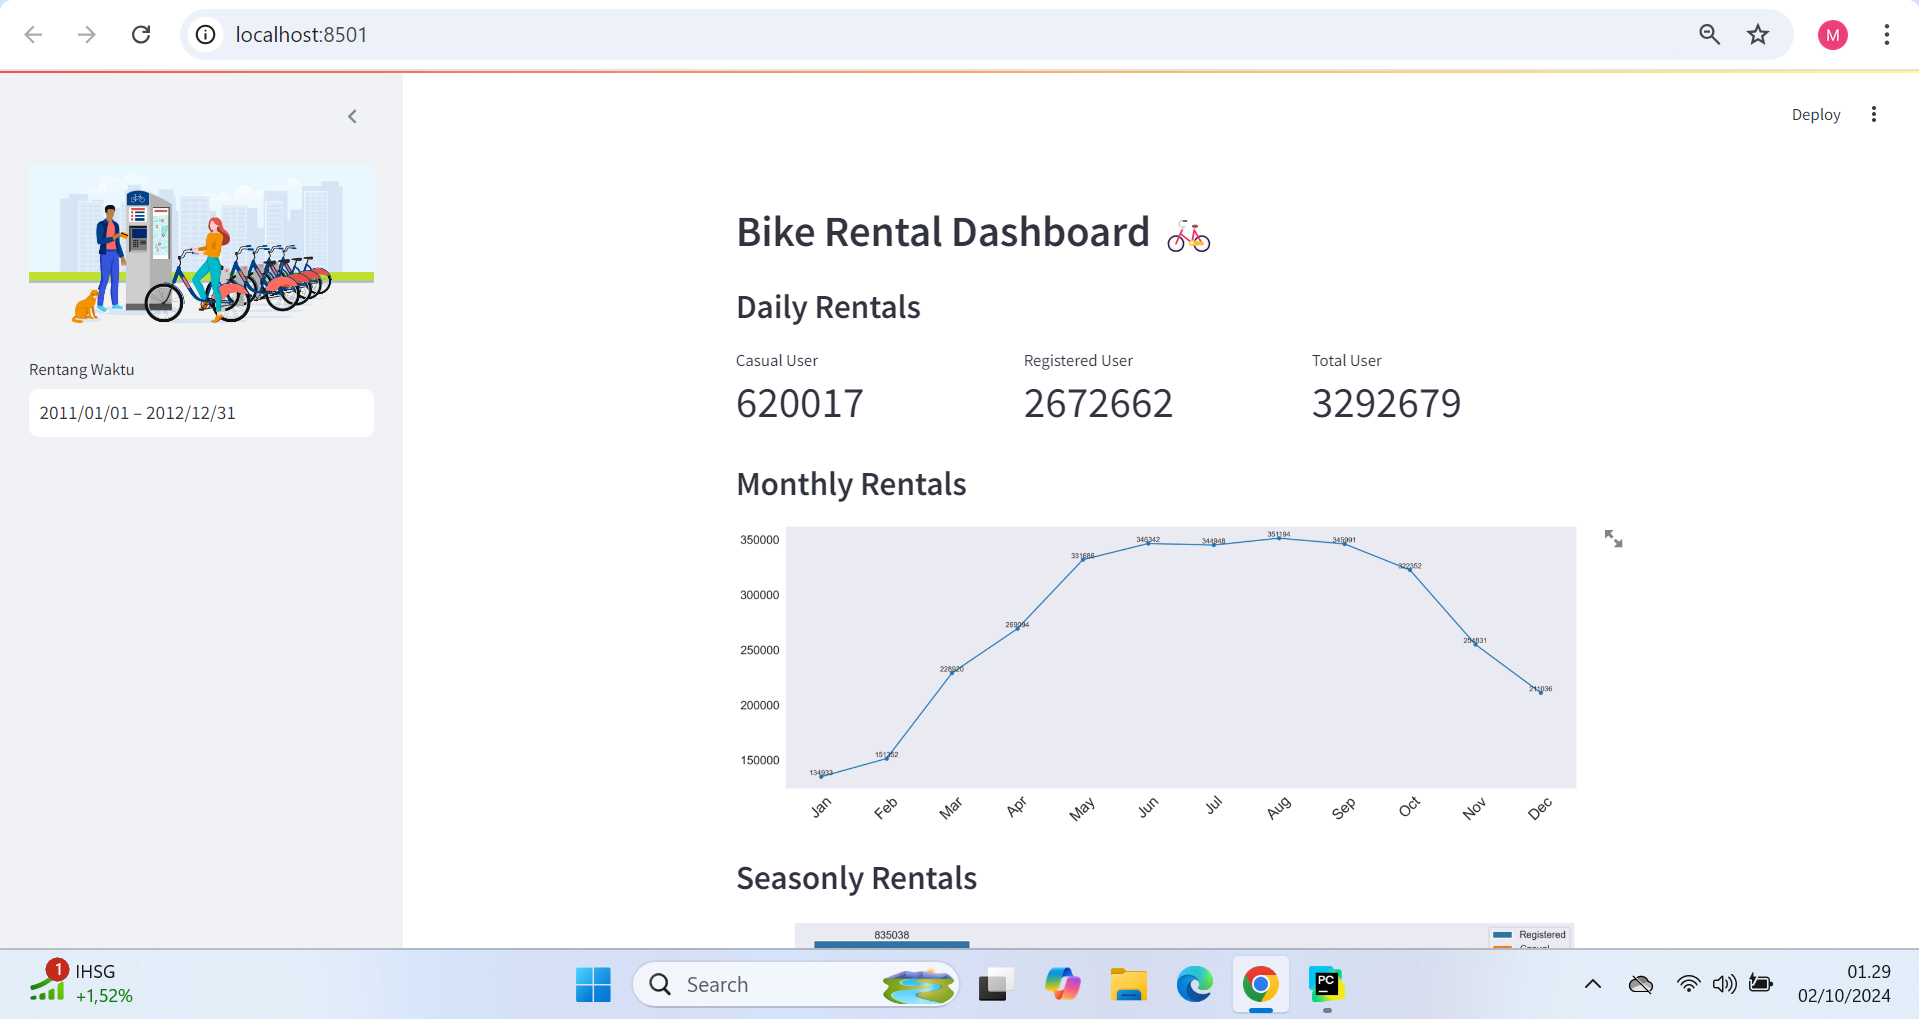 localhost:8501
M
Deploy
Bike Rental Dashboard
Daily Rentals
Casual User
Registered User
Total User
620017
2672662
3292679
Rentang Waktu
2011/01/01 – 2012/12/31
Monthly Rentals
350000
300000
250000
200000
150000
134933
151352
228920
269094
331686
346342
344948
351194
345991
322352
254831
211036
Jan
Feb
Mar
Apr
May
Jun
Jul
Aug
Sep
Oct
Nov
Dec
Seasonly Rentals
835038
Registered
1
IHSG
+1,52%
Search
PC
01.29
02/10/2024